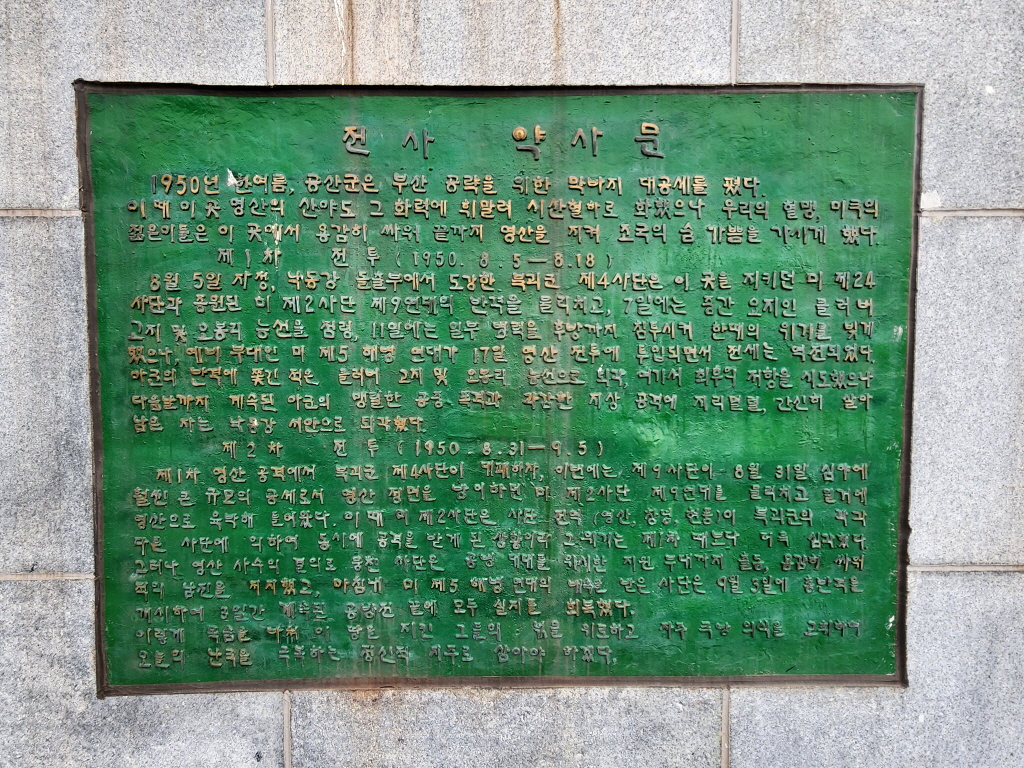 전사 약사문
1950년 한여름, 공산군은 부산 공략을 위한 마아지 대공세를 폈다.
이때 이 곳 영산의 산야도 그 화력에 휘말려 시산혈하로 화했으나 우리의 혈맹, 미국의
젊은이들은 이 곳에서 용감히 싸워 끝까지 영산을 지켜 조국의 숨 가쁨을 가시게 했다
제 1 차 전 투 (1950. 8. 5—8.18)
8월 5일 자정, 낙동강 돌출부에서 도강한 북괴군 제4사단은 이 곳을 지키던 미 제24
사단과 증원된 미 제2사단 제9연대의 반격을 물리치고, 7일에는 중간 요지인 클러버
고지 및 오봉리 능선을 점령, 11일에는 일부 병력을 후방까지 침투시켜 한때의 위기를 빚게
했으나, 예비 부대인 미 제5 해병 연대가 17일 영산 전투에 투입되면서 전세는 역전되었다.
아군의 반격에 쫓긴 적은 클러버 고지 및 오봉리 능선으로 퇴각, 여기서 최후의 저항을 시도했으나
다음날까지 계속된 아군의 맹렬한 공중 폭격과 과감한 지상 공격에 지리멸렬, 간신히 살아
남은 자는 낙동강 서안으로 퇴각했다.
제 2 차 전 투 (1950. 8.31—9.5)
제1차 영산 공격에서 북괴군 제4사단이 궤패하자, 이번에는, 제9사단이 8월 31일 심야에
훨씬 큰 규모의 공세로서 영산 정면을 방어하던 미 제2사단 제9연대를 물리치고 일거에
영산으로 육박해 들어왔다. 이 때 미 제2사단은 사단 전역 (영산, 창녕, 현풍)이 북괴군의 각각
다른 사단에 의하여 동시에 공격을 받게 된 상황이라 그 위기는 제1차 때보다 더욱 심각했다
그러나 영산 사수의 결의로 뭉친 사단은 공병 대대를 위시한 지원 부대까지 용감히 싸워
적의 남진을 저지했고, 마침내 미 제5 해병 연대의 배속을 받은 사단은 9월 3일에 총반격을
개시하여 3일간 계속된 공방전 끝에 모두 실지를 회복했다.
이렇게 목숨을 바쳐 이 땅을 지킨 그들의 넋을 위로하고 자주 국방 의식을 고취하여
오늘의 난국을 극복하는 정신적 지주로 삼아야 하겠다.